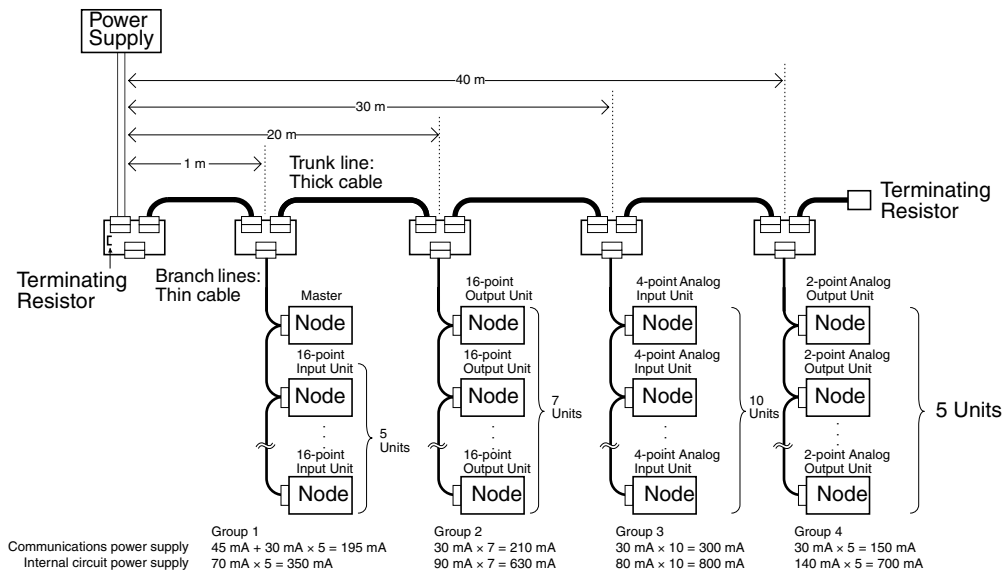 Power
Supply
40 m
30 m
20 m
1 m
Trunk line:
Thick cable
Terminating
Resistor
Terminating
Resistor
Branch lines:
Thin cable
Master
Node
16-point
Input Unit
Node
16-point
Input Unit
Node
5
Units
16-point
Output Unit
Node
16-point
Output Unit
Node
16-point
Output Unit
Node
7
Units
4-point Analog
Input Unit
Node
4-point Analog
Input Unit
Node
4-point Analog
Input Unit
Node
10
Units
2-point Analog
Output Unit
Node
2-point Analog
Output Unit
Node
2-point Analog
Output Unit
Node
5 Units
Group 1 Group 2 Group 3 Group 4
Communications power supply 45 mA + 30 mA × 5 = 195 mA 30 mA × 7 = 210 mA 30 mA × 10 = 300 mA 30 mA × 5 = 150 mA
Internal circuit power supply 70 mA × 5 = 350 mA 90 mA × 7 = 630 mA 80 mA × 10 = 800 mA 140 mA × 5 = 700 mA